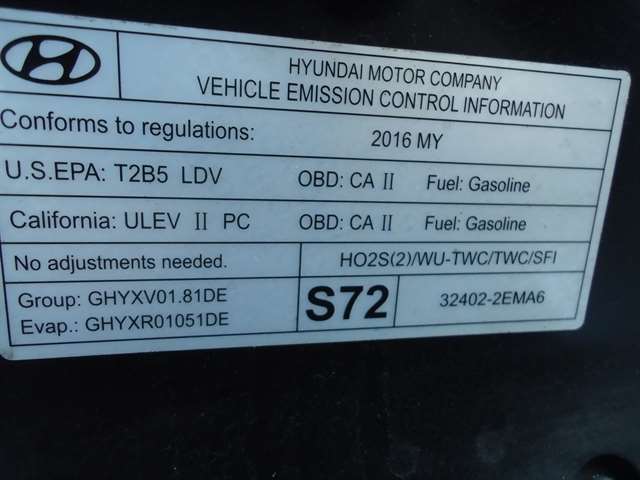 HYUNDAI MOTOR COMPANY
VEHICLE EMISSION CONTROL INFORMATION
Conforms to regulations: 2016 MY
U.S.EPA: T2B5 LDV OBD: CA II Fuel: Gasoline
California: ULEV II PC OBD: CA II Fuel: Gasoline
No adjustments needed. HO2S(2)/WU-TWC/TWC/SFI
Group: GHYXV01.81DE
Evap.: GHYXR01051DE
S72
32402-2EMA6